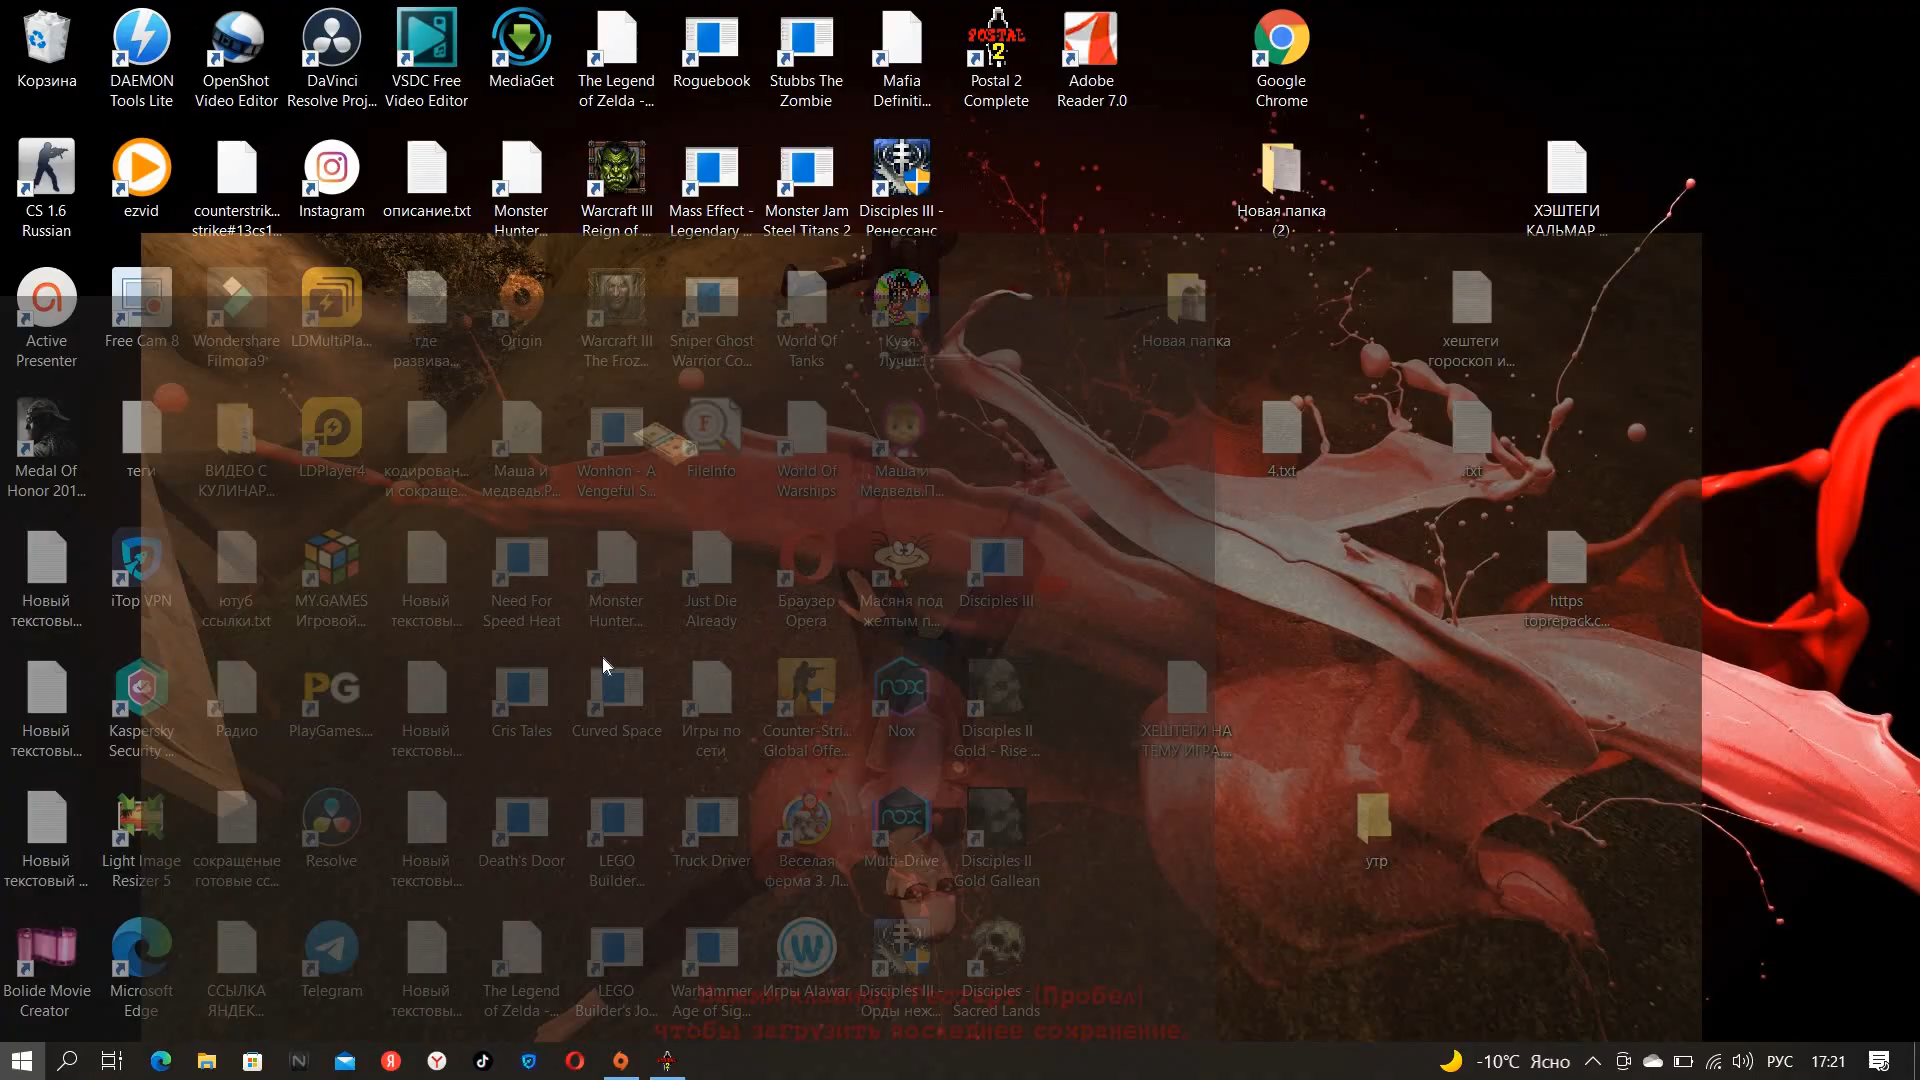 Корзина
DAEMON
Tools Lite
OpenShot
Video Editor
DaVinci
Resolve Proj...
VSDC Free
Video Editor
MediaGet
The Legend
of Zelda -...
Roguebook
Stubbs The
Zombie
Mafia
Definiti...
POSTAL
2
Postal 2
Complete
Adobe
Reader 7.0
Google
Chrome
CS 1.6
Russian
ezvid
counterstrik...
strike#13cs1...
Instagram
описание.txt
Monster
Hunter...
Warcraft III
Reign of ...
Mass Effect -
Legendary ...
Monster Jam
Steel Titans 2
Disciples III -
Ренессанс
Новая папка
(2)
ХЭШТЕГИ
КАЛЬМАР ...
Active
Presenter
Free Cam 8
Wondershare
Filmora9
LDMultiPla...
где
развива...
Origin
Warcraft III
The Froz...
Sniper Ghost
Warrior Co...
World Of
Tanks
Кузя.
Лучш...
Новая папка
хештеги
гороскоп и...
Medal Of
Honor 201...
теги
ВИДЕО С
КУЛИНАР...
LDPlayer4
кодирован...
и сокраще...
Маша и
медведь.Р...
Wonhon - A
Vengeful S...
FileInfo
World Of
Warships
Маша и
Медведь.П...
4.txt
.txt
Новый
текстовы...
iTop VPN
ютуб
ссылки.txt
MY.GAMES
Игровой...
Новый
текстовы...
Need For
Speed Heat
Monster
Hunter...
Just Die
Already
Браузер
Opera
Масяня под
желтым п...
Disciples III
https
toprepack.c...
Новый
текстовы...
Kaspersky
Security ...
Радио
PG
PlayGames....
Новый
текстовы...
Cris Tales
Curved Space
Игры по
сети
Counter-Stri...
Global Offe...
nox
Nox
Disciples II
Gold - Rise ...
ХЕШТЕГИ НА
ТЕМУ ИГРА....
Новый
текстовый ...
Light Image
Resizer 5
сокращеные
готовые сс...
Resolve
Новый
текстовы...
Death's Door
LEGO
Builder...
Truck Driver
Веселая
ферма 3. Л...
nox
Multi-Drive
Disciples II
Gold Gallean
утр
Bolide Movie
Creator
Microsoft
Edge
ССЫЛКА
ЯНДЕК...
Telegram
Новый
текстовы...
The Legend
of Zelda -...
LEGO
Builder's Jo...
Warhammer
Age of Sig...
W
Игры Alawar
Disciples III -
Орды неж...
Disciples -
Sacred Lands
(Пробел)
чтобы загрузить последнее сохранение.
-10°C Ясно
РУС
17:21